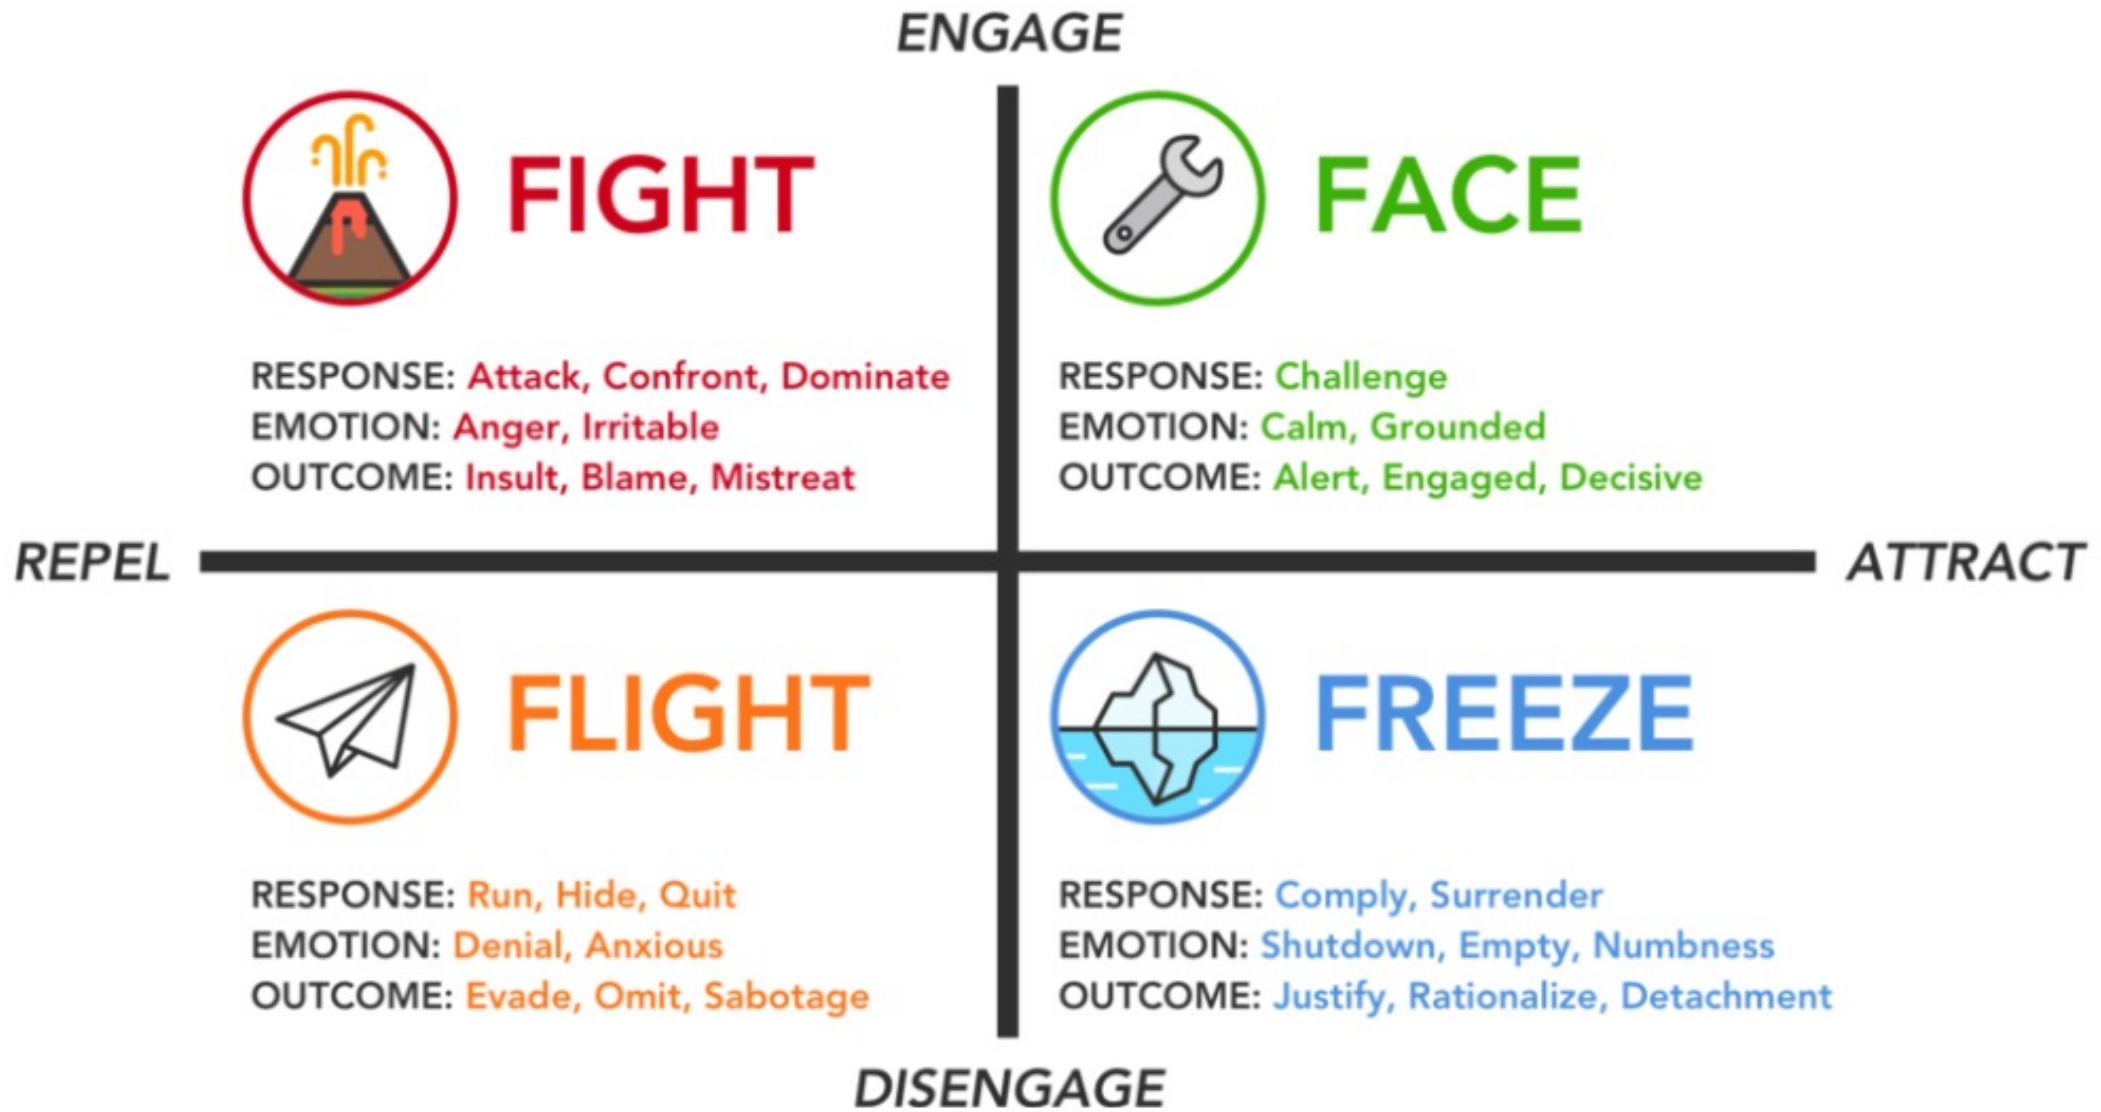 ENGAGE
FIGHT
RESPONSE: Attack, Confront, Dominate
EMOTION: Anger, Irritable
OUTCOME: Insult, Blame, Mistreat
FACE
RESPONSE: Challenge
EMOTION: Calm, Grounded
OUTCOME: Alert, Engaged, Decisive
REPEL
ATTRACT
FLIGHT
RESPONSE: Run, Hide, Quit
EMOTION: Denial, Anxious
OUTCOME: Evade, Omit, Sabotage
FREEZE
RESPONSE: Comply, Surrender
EMOTION: Shutdown, Empty, Numbness
OUTCOME: Justify, Rationalize, Detachment
DISENGAGE